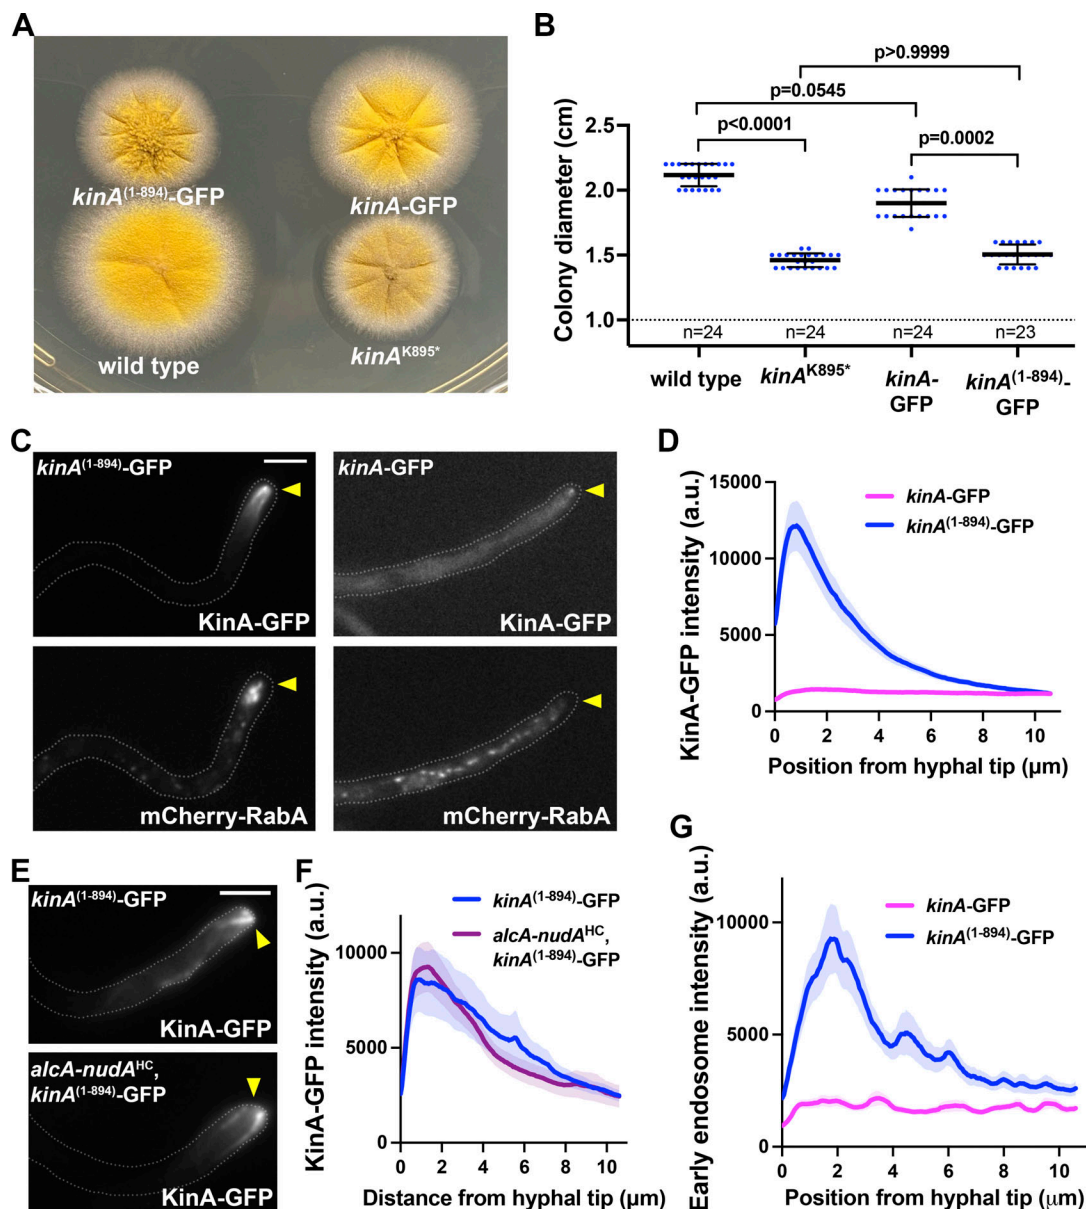 A
kinA(1-894)-GFP
kinA-GFP
wild type
kinAK895*
B
p>0.9999
p=0.0545
p<0.0001
p=0.0002
Colony diameter (cm)
2.5
2.0
1.5
1.0
n=24
n=24
n=24
n=23
wild type
kinAK895*
kinA-
GFP
kinA(1-894)-
GFP
C
kinA(1-894)-GFP
KinA-GFP
kinA-GFP
KinA-GFP
mCherry-RabA
mCherry-RabA
D
KinA-GFP intensity (a.u.)
15000
10000
5000
0
kinA-GFP
kinA(1-894)-GFP
0 2 4 6 8 10
Position from hyphal tip (µm)
E
kinA(1-894)-GFP
KinA-GFP
alcA-nudAHC,
kinA(1-894)-GFP
KinA-GFP
F
KinA-GFP intensity (a.u.)
10000
5000
0
kinA(1-894)-GFP
alcA-nudAHC,
kinA(1-894)-GFP
0 2 4 6 8 10
Distance from hyphal tip (µm)
G
Early endosome intensity (a.u.)
10000
5000
0
kinA-GFP
kinA(1-894)-GFP
0 2 4 6 8 10
Position from hyphal tip (µm)